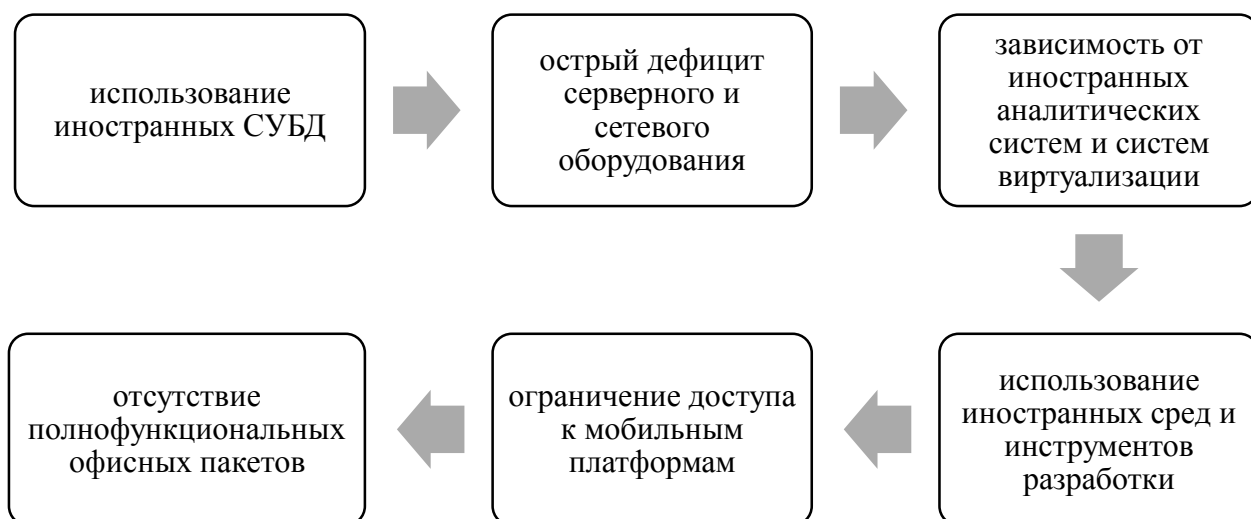 использование
иностранных СУБД
острый дефицит
серверного и
сетевого
оборудования
зависимость от
иностранных
аналитических
систем и систем
виртуализации
использование
иностранных сред и
инструментов
разработки
ограничение доступа
к мобильным
платформам
отсутствие
полнофункциональных
офисных пакетов